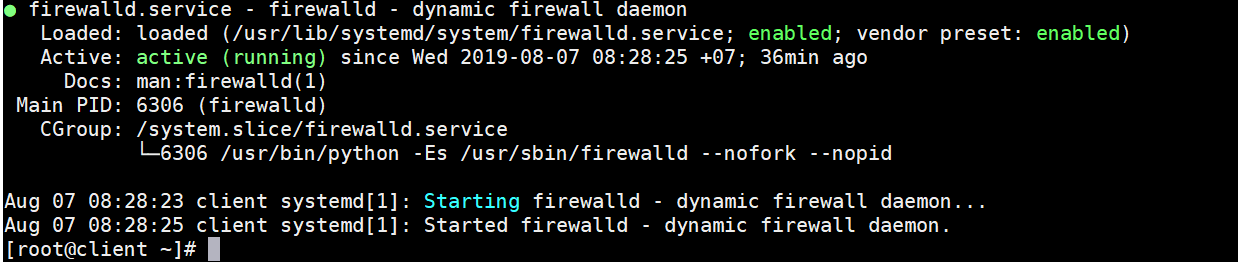 ● firewalld.service - firewalld - dynamic firewall daemon
   Loaded: loaded (/usr/lib/systemd/system/firewalld.service; enabled; vendor preset: enabled)
   Active: active (running) since Wed 2019-08-07 08:28:25 +07; 36min ago
     Docs: man:firewalld(1)
 Main PID: 6306 (firewalld)
   CGroup: /system.slice/firewalld.service
           └─6306 /usr/bin/python -Es /usr/sbin/firewalld --nofork --nopid

Aug 07 08:28:23 client systemd[1]: Starting firewalld - dynamic firewall daemon...
Aug 07 08:28:25 client systemd[1]: Started firewalld - dynamic firewall daemon.
[root@client ~]#